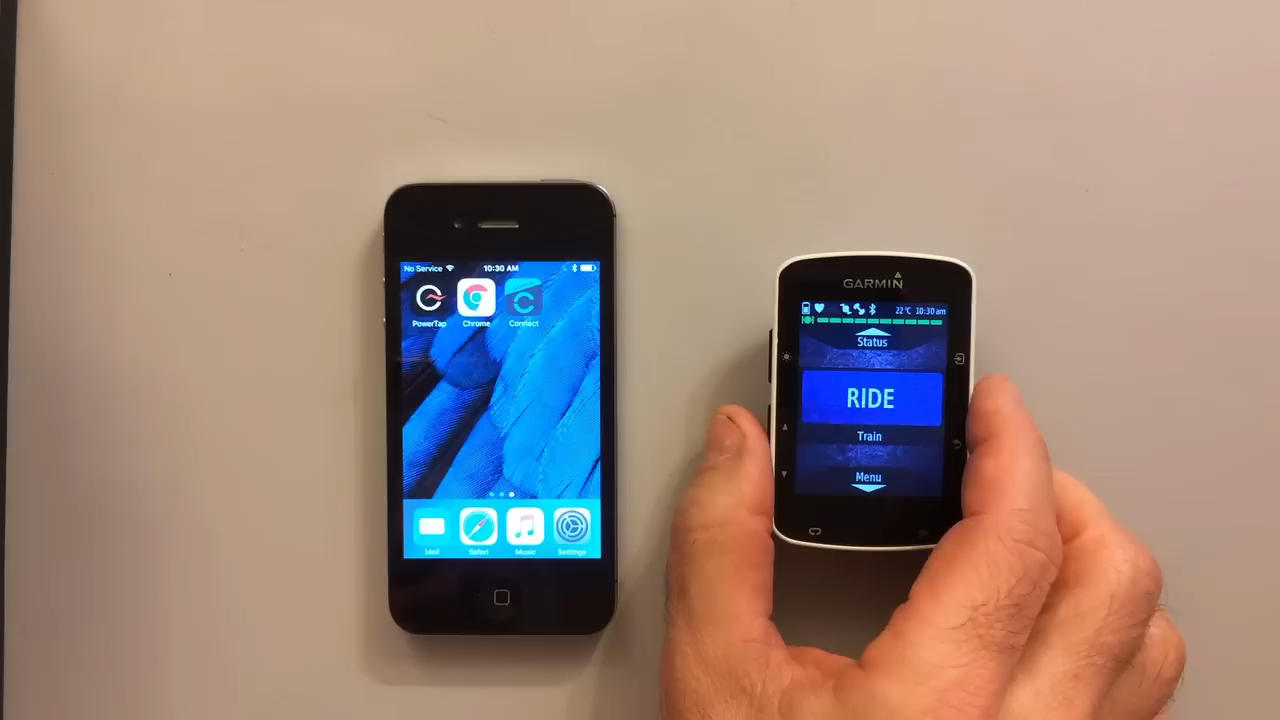 No Service 10:30 AM
PowerTap Chrome Connect
Mail Safari Music Settings
GARMIN
22°C 10:30 am
Status
RIDE
Train
Menu